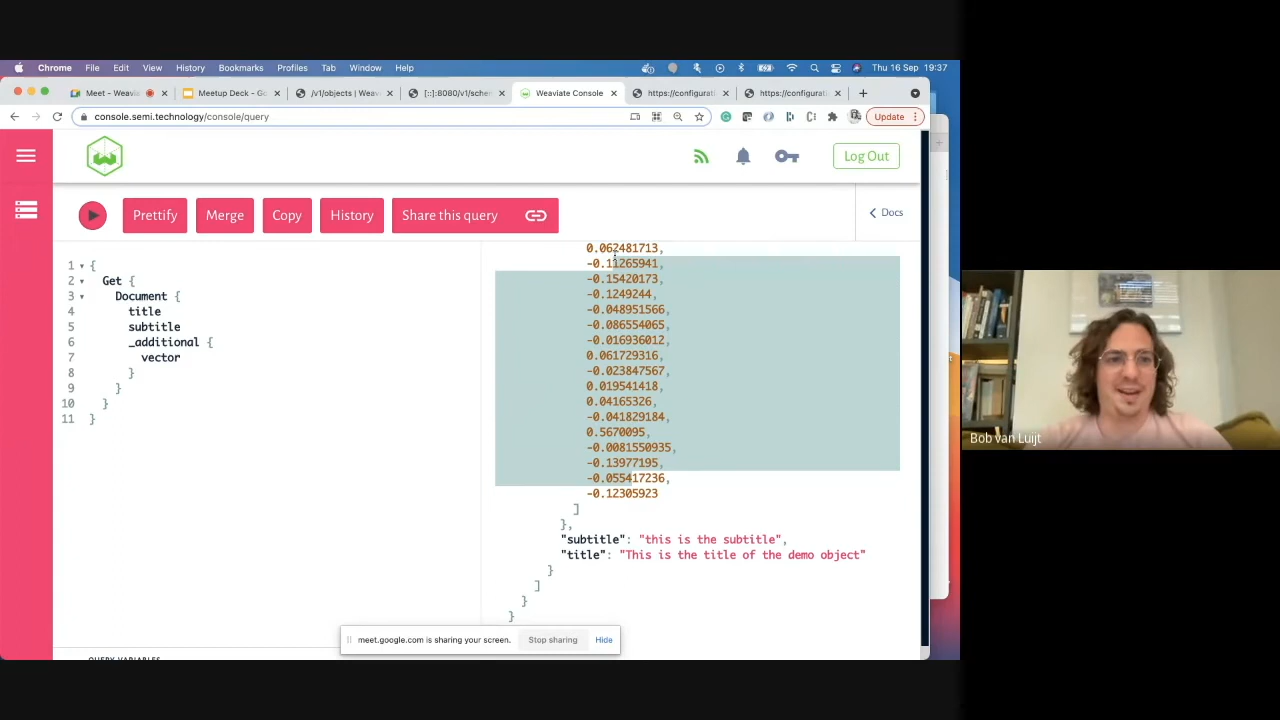 Chrome File Edit View History Bookmarks Profiles Tab Window Help Thu 16 Sep 19:37
Meet - Weavia Meetup Deck - Go /v1/objects | Weav [::]:8080/v1/schem Weaviate Console https://configurati https://configurati
console.semi.technology/console/query Update
Log Out
Prettify Merge Copy History Share this query Docs
1 {
2 Get {
3 Document {
4 title
5 subtitle
6 _additional {
7 vector
8 }
9 }
10 }
11 }
0.062481713,
-0.11265941,
-0.15420173,
-0.1249244,
-0.048951566,
-0.086554065,
-0.016936012,
0.061729316,
-0.023847567,
0.019541418,
0.04165326,
-0.041829184,
0.5670095,
-0.0081550935,
-0.13977195,
-0.055417236,
-0.12305923
]
},
"subtitle": "this is the subtitle",
"title": "This is the title of the demo object"
}
]
}
}
meet.google.com is sharing your screen. Stop sharing Hide
QUERY VARIABLES
Bob van Luijt